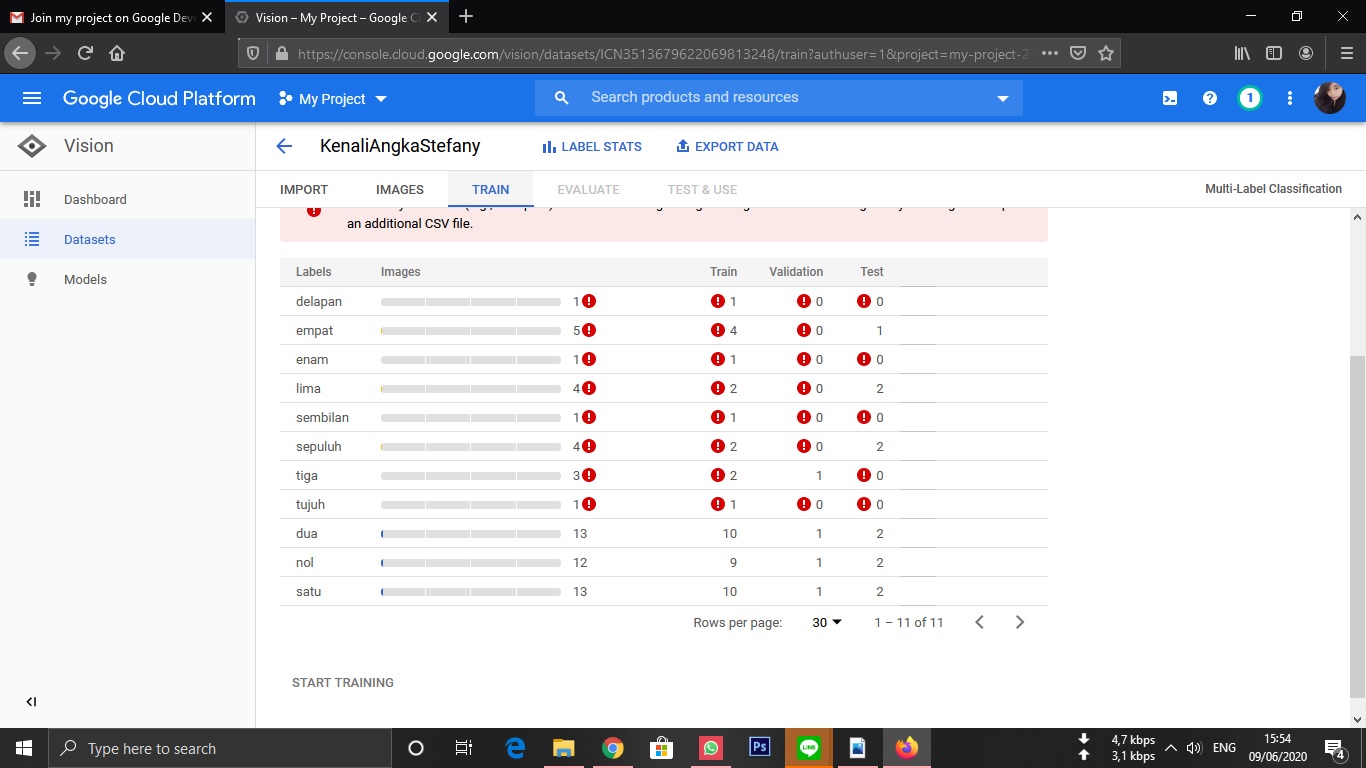 Join my project on Google Dev
Vision – My Project – Google C
https://console.cloud.google.com/vision/datasets/ICN3513679622069813248/train?authuser=1&project=my-project-2
Google Cloud Platform
My Project
Search products and resources
1
Vision
KenaliAngkaStefany
LABEL STATS
EXPORT DATA
Dashboard
Datasets
Models
IMPORT
IMAGES
TRAIN
EVALUATE
TEST & USE
Multi-Label Classification
an additional CSV file.
Labels Images Train Validation Test
delapan 1 1 0 0
empat 5 4 0 1
enam 1 1 0 0
lima 4 2 0 2
sembilan 1 1 0 0
sepuluh 4 2 0 2
tiga 3 2 1 0
tujuh 1 1 0 0
dua 13 10 1 2
nol 12 9 1 2
satu 13 10 1 2
Rows per page: 30 1 – 11 of 11
START TRAINING
Type here to search
Ps
LINE
4,7 kbps
3,1 kbps
ENG
15:54
09/06/2020
4